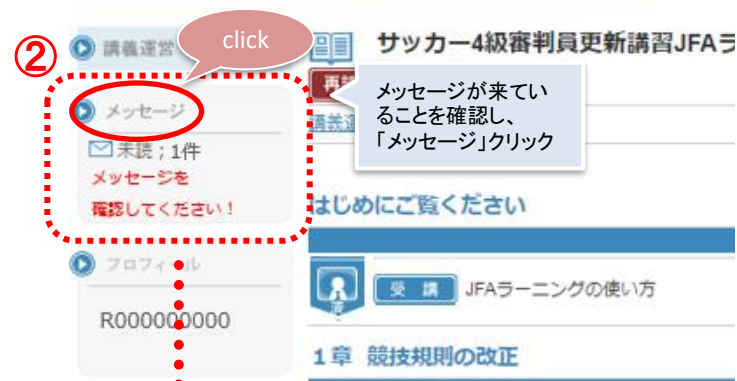 ②
講義運営
click
サッカー4級審判員更新講習JFAラ
メッセージ
メッセージが来てい
ることを確認し、
「メッセージ」クリック
未読；1件
メッセージを
確認してください！
はじめにご覧ください
プロフィール
受 講
JFAラーニングの使い方
R000000000
1章 競技規則の改正